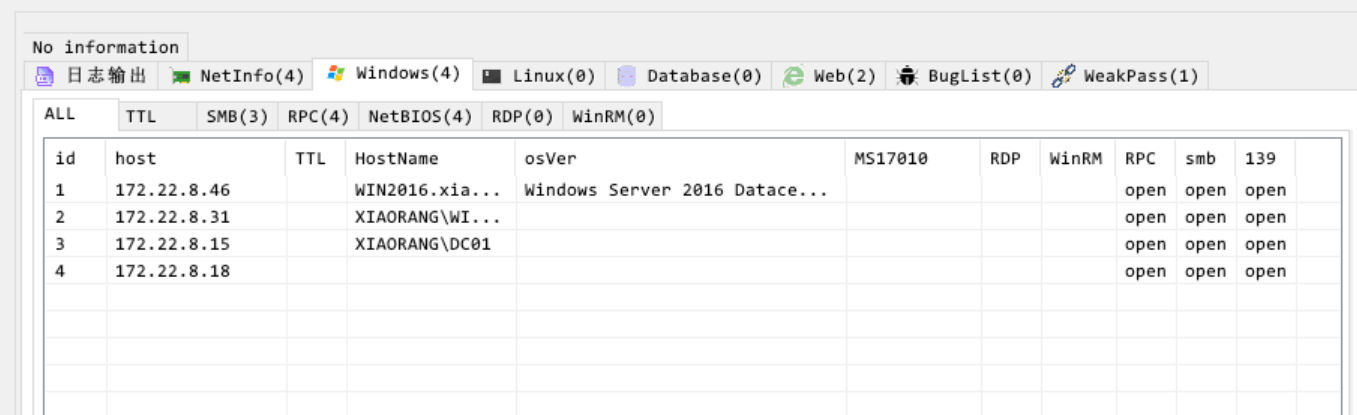 No information
日志输出 NetInfo(4) Windows(4) Linux(0) Database(0) Web(2) BugList(0) WeakPass(1)
ALL TTL SMB(3) RPC(4) NetBIOS(4) RDP(0) WinRM(0)
id host TTL HostName osVer MS17010 RDP WinRM RPC smb 139
1 172.22.8.46 WIN2016.xia... Windows Server 2016 Datace... open open open
2 172.22.8.31 XIAORANG\WI... open open open
3 172.22.8.15 XIAORANG\DC01 open open open
4 172.22.8.18 open open open